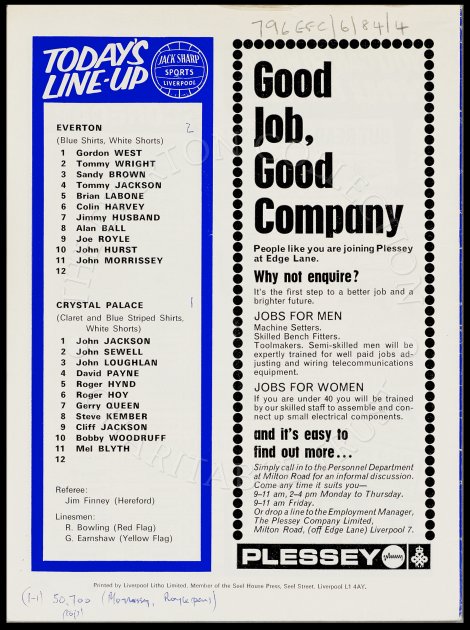 796 EFC/6/84/4
TODAY'S
LINE-UP
JACK SHARP
SPORTS
LIVERPOOL
EVERTON 2
(Blue Shirts, White Shorts)
1 Gordon WEST
2 Tommy WRIGHT
3 Sandy BROWN
4 Tommy JACKSON
5 Brian LABONE
6 Colin HARVEY
7 Jimmy HUSBAND
8 Alan BALL
9 Joe ROYLE
10 John HURST
11 John MORRISSEY
12
CRYSTAL PALACE 1
(Claret and Blue Striped Shirts,
White Shorts)
1 John JACKSON
2 John SEWELL
3 John LOUGHLAN
4 David PAYNE
5 Roger HYND
6 Roger HOY
7 Gerry QUEEN
8 Steve KEMBER
9 Cliff JACKSON
10 Bobby WOODRUFF
11 Mel BLYTH
12
Referee:
Jim Finney (Hereford)
Linesmen:
R. Bowling (Red Flag)
G. Earnshaw (Yellow Flag)
Good
Job,
Good
Company
People like you are joining Plessey
at Edge Lane.
Why not enquire?
It's the first step to a better job and a
brighter future.
JOBS FOR MEN
Machine Setters.
Skilled Bench Fitters.
Toolmakers. Semi-skilled men will be
expertly trained for well paid jobs ad-
justing and wiring telecommunications
equipment.
JOBS FOR WOMEN
If you are under 40 you will be trained
by our skilled staff to assemble and con-
nect up small electrical components.
and it's easy to
find out more...
Simply call in to the Personnel Department
at Milton Road for an informal discussion.
Come any time it suits you—
9–11 am, 2–4 pm Monday to Thursday.
9–11 am Friday.
Or drop a line to the Employment Manager,
The Plessey Company Limited,
Milton Road, (off Edge Lane) Liverpool 7.
PLESSEY
Printed by Liverpool Litho Limited, Member of the Seel House Press, Seel Street, Liverpool L1 4AY.
(1-1) 50,700 (Morrissey, Royle